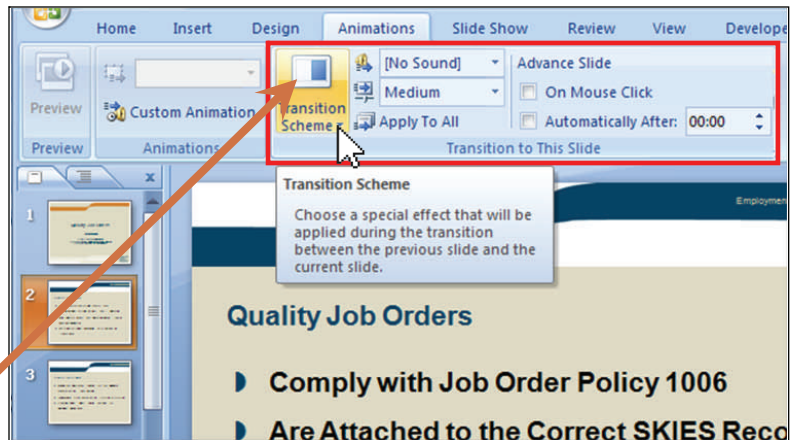 Home Insert Design Animations Slide Show Review View Develope
[No Sound] Advance Slide
Medium On Mouse Click
Preview Custom Animation Transition Scheme Apply To All Automatically After: 00:00
Preview Animations Transition to This Slide
Transition Scheme
Choose a special effect that will be
applied during the transition
between the previous slide and the
current slide.
Employmen
1
2
3
Quality Job Orders
Comply with Job Order Policy 1006
Are Attached to the Correct SKIES Reco